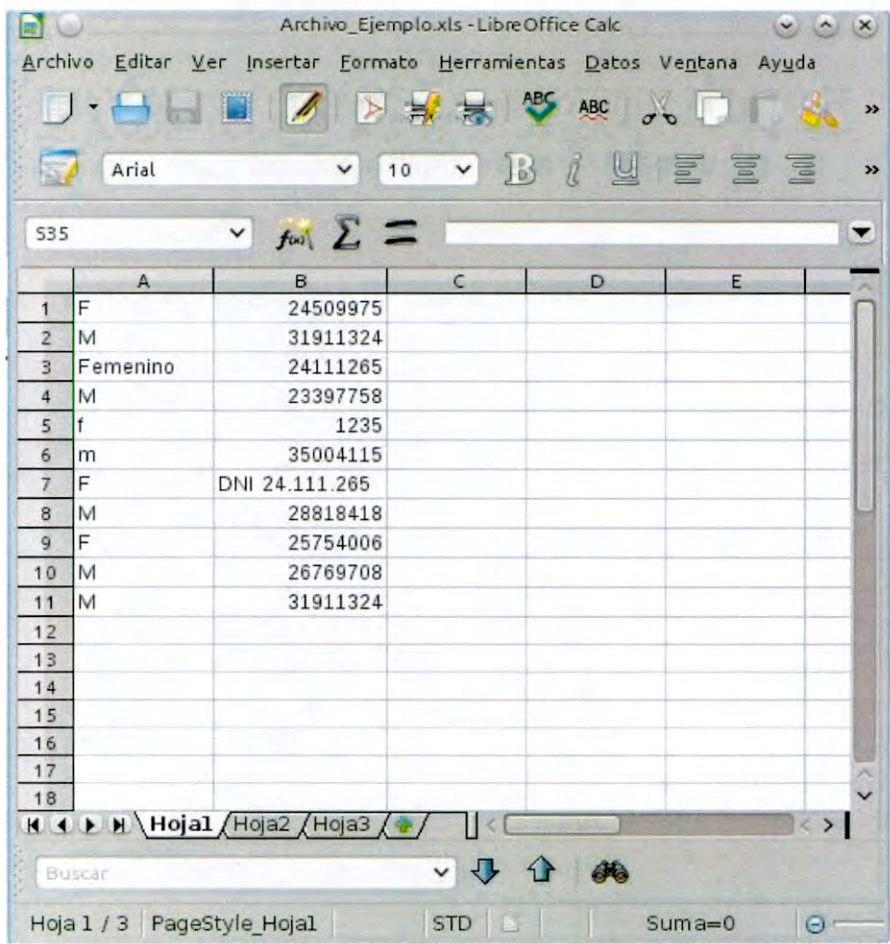 Archivo_Ejemplo.xls - LibreOffice Calc
Archivo Editar Ver Insertar Formato Herramientas Datos Ventana Ayuda
ABC ABC »
Arial 10 B i U »
S35 f(x) Σ =
A B C D E
1 F 24509975
2 M 31911324
3 Femenino 24111265
4 M 23397758
5 f 1235
6 m 35004115
7 F DNI 24.111.265
8 M 28818418
9 F 25754006
10 M 26769708
11 M 31911324
12
13
14
15
16
17
18
Hoja1 Hoja2 Hoja3
Buscar
Hoja 1 / 3 PageStyle_Hoja1 STD Suma=0